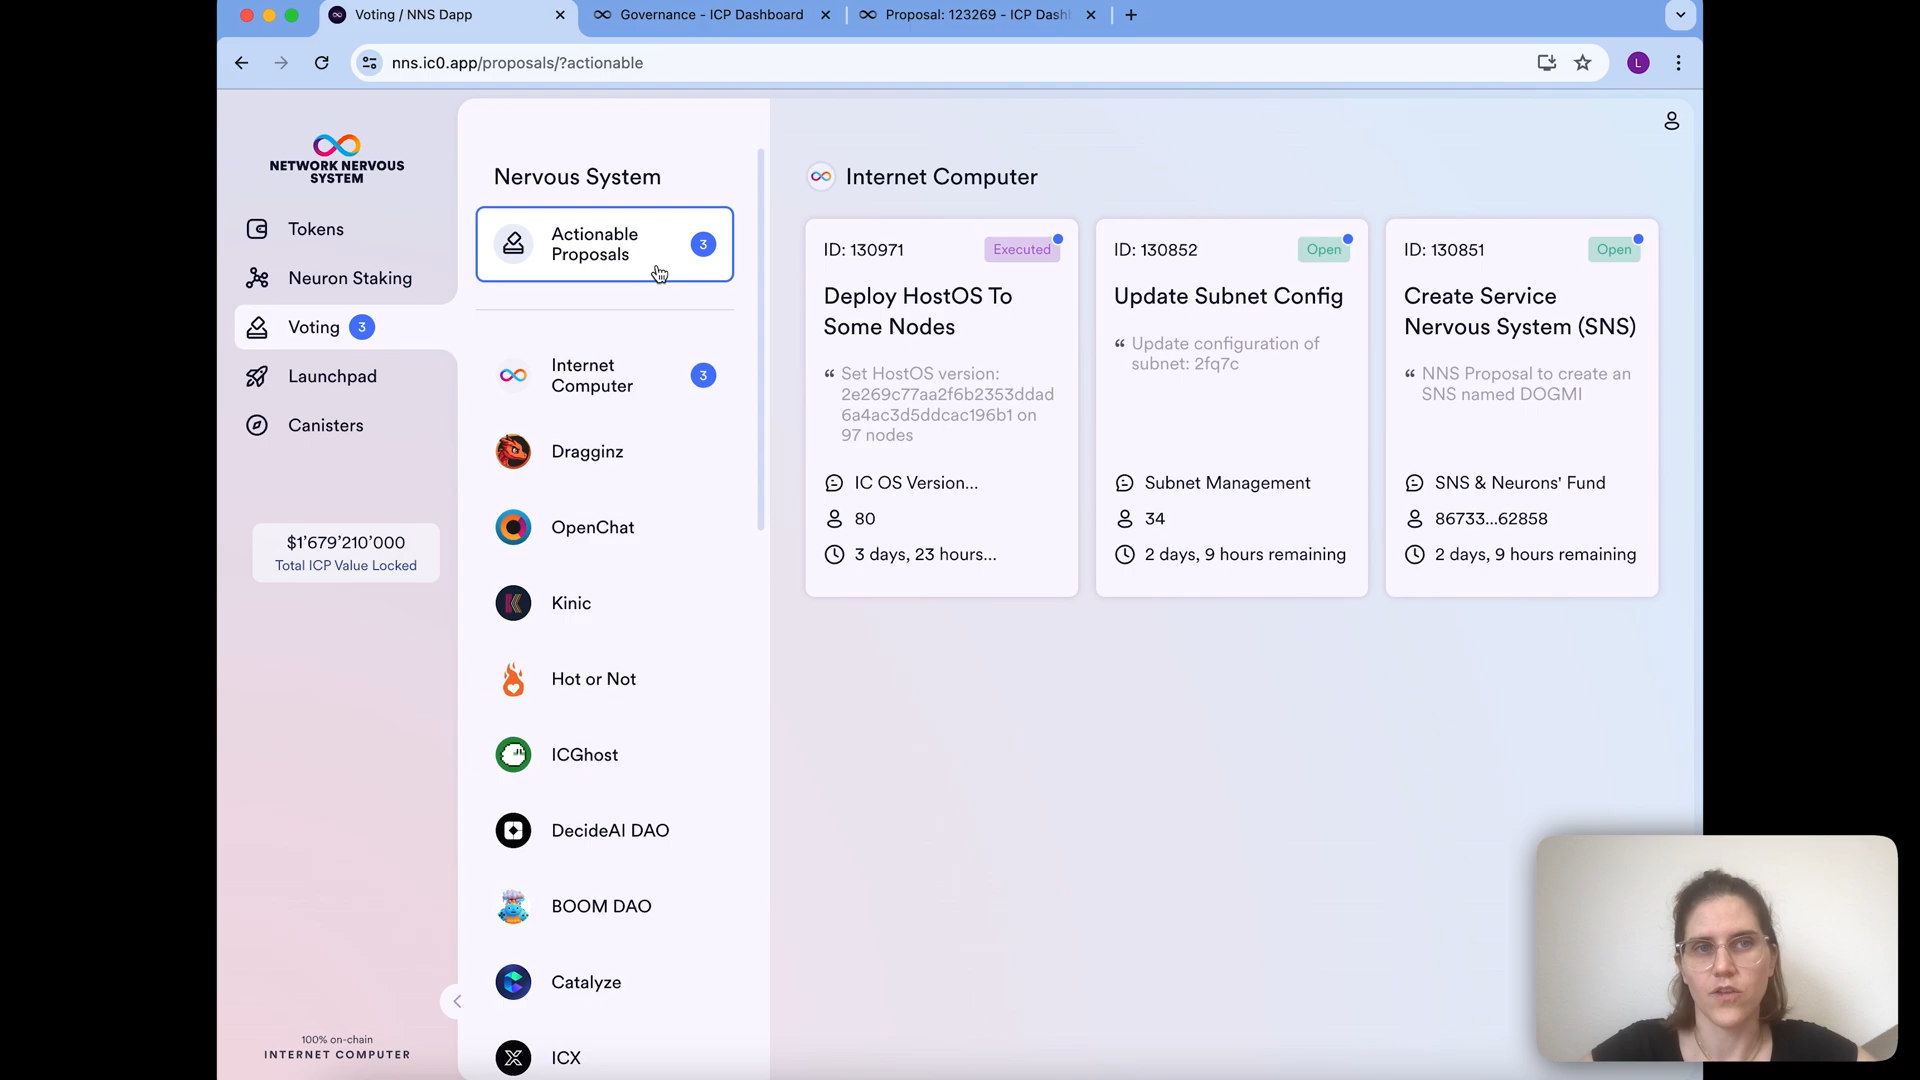 Voting / NNS Dapp
Governance - ICP Dashboard
Proposal: 123269 - ICP Dash
nns.ic0.app/proposals/?actionable
L
NETWORK NERVOUS
SYSTEM
Tokens
Neuron Staking
Voting 3
Launchpad
Canisters
$1’679’210’000
Total ICP Value Locked
100% on-chain
INTERNET COMPUTER
Nervous System
Actionable
Proposals
3
Internet
Computer
3
Dragginz
OpenChat
Kinic
Hot or Not
ICGhost
DecideAI DAO
BOOM DAO
Catalyze
ICX
Internet Computer
ID: 130971
Executed
Deploy HostOS To
Some Nodes
“ Set HostOS version:
2e269c77aa2f6b2353ddad
6a4ac3d5ddcac196b1 on
97 nodes
IC OS Version...
80
3 days, 23 hours...
ID: 130852
Open
Update Subnet Config
“ Update configuration of
subnet: 2fq7c
Subnet Management
34
2 days, 9 hours remaining
ID: 130851
Open
Create Service
Nervous System (SNS)
“ NNS Proposal to create an
SNS named DOGMI
SNS & Neurons' Fund
86733...62858
2 days, 9 hours remaining